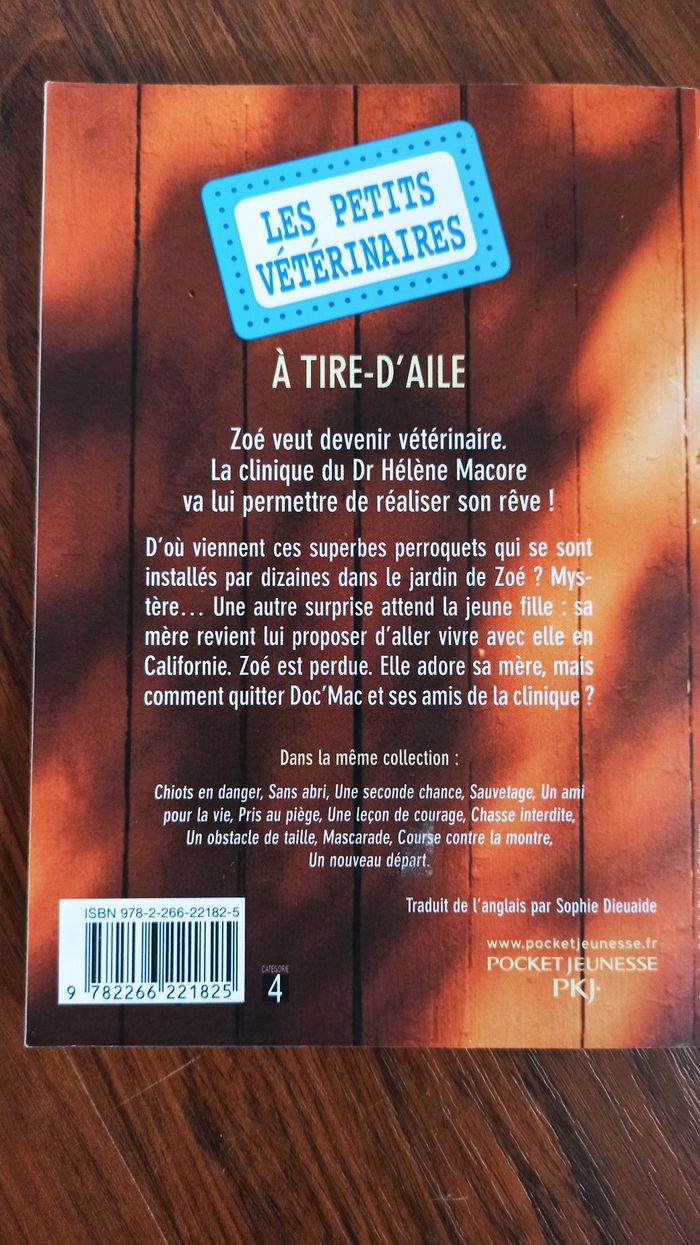 LES PETITS
VÉTÉRINAIRES
À TIRE-D'AILE
Zoé veut devenir vétérinaire.
La clinique du Dr Hélène Macore
va lui permettre de réaliser son rêve !
D'où viennent ces superbes perroquets qui se sont
installés par dizaines dans le jardin de Zoé ? Mys-
tère... Une autre surprise attend la jeune fille : sa
mère revient lui proposer d'aller vivre avec elle en
Californie. Zoé est perdue. Elle adore sa mère, mais
comment quitter Doc'Mac et ses amis de la clinique ?
Dans la même collection :
Chiots en danger, Sans abri, Une seconde chance, Sauvetage, Un ami
pour la vie, Pris au piège, Une leçon de courage, Chasse interdite,
Un obstacle de taille, Mascarade, Course contre la montre,
Un nouveau départ.
Traduit de l'anglais par Sophie Dieuaide
ISBN 978-2-266-22182-5
9 782266 221825
CATÉGORIE
4
www.pocketjeunesse.fr
POCKET JEUNESSE
PKJ·